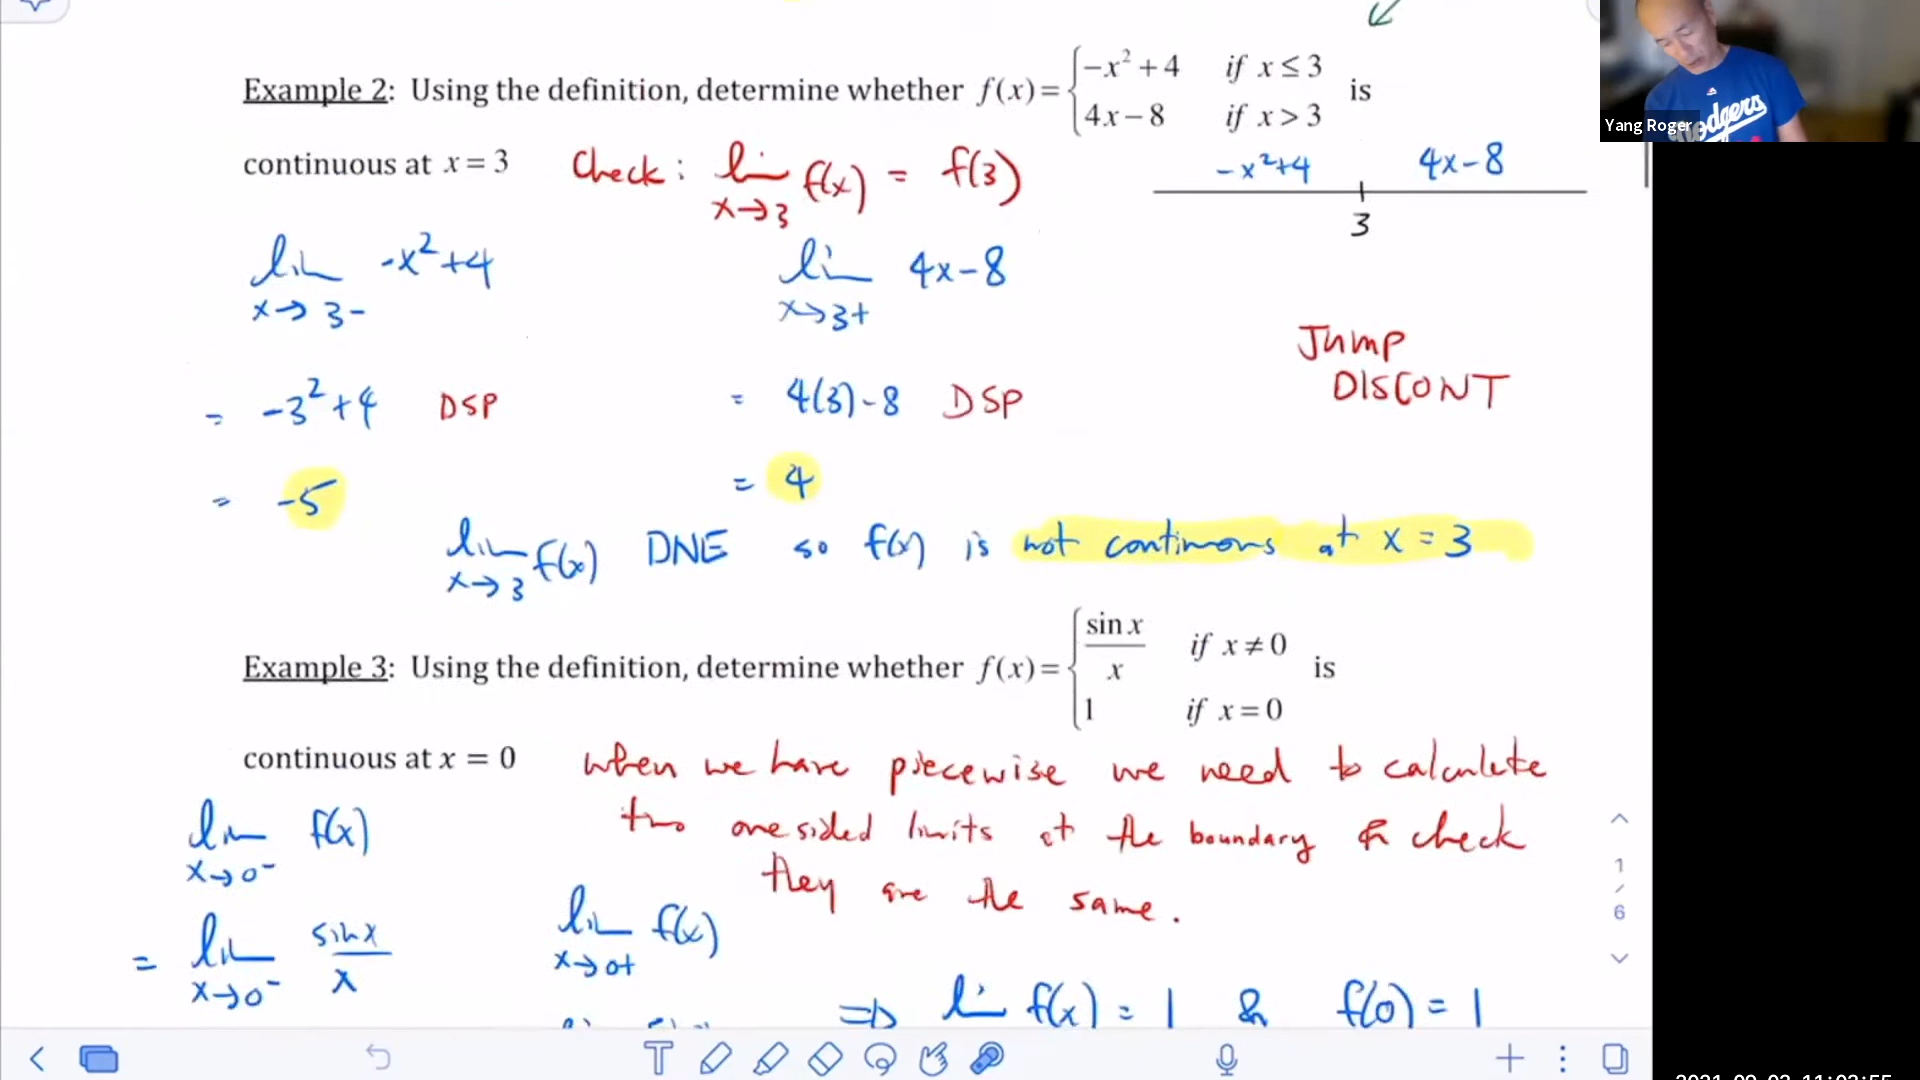 Example 2: Using the definition, determine whether f(x) = { -x² + 4 if x ≤ 3 is
4x - 8 if x > 3
Yang Roger
Dodgers
continuous at x = 3 Check: lim x→3 f(x) = f(3)
-x²+4 4x-8
3
lim x→3- -x²+4 lim x→3+ 4x-8
Jump
DISCONT
= -3²+4 DSP = 4(3)-8 DSP
= -5 = 4
lim x→3 f(x) DNE so f(x) is not continuous at x = 3
Example 3: Using the definition, determine whether f(x) = { sin x / x if x ≠ 0 is
1 if x = 0
continuous at x = 0 when we have piecewise we need to calculate
two one sided limits at the boundary & check
they are the same.
lim x→0⁻ f(x)
lim x→0+ f(x)
= lim x→0⁻ sin x / x
⇒ lim f(x) = 1 & f(0) = 1
1 / 6
T